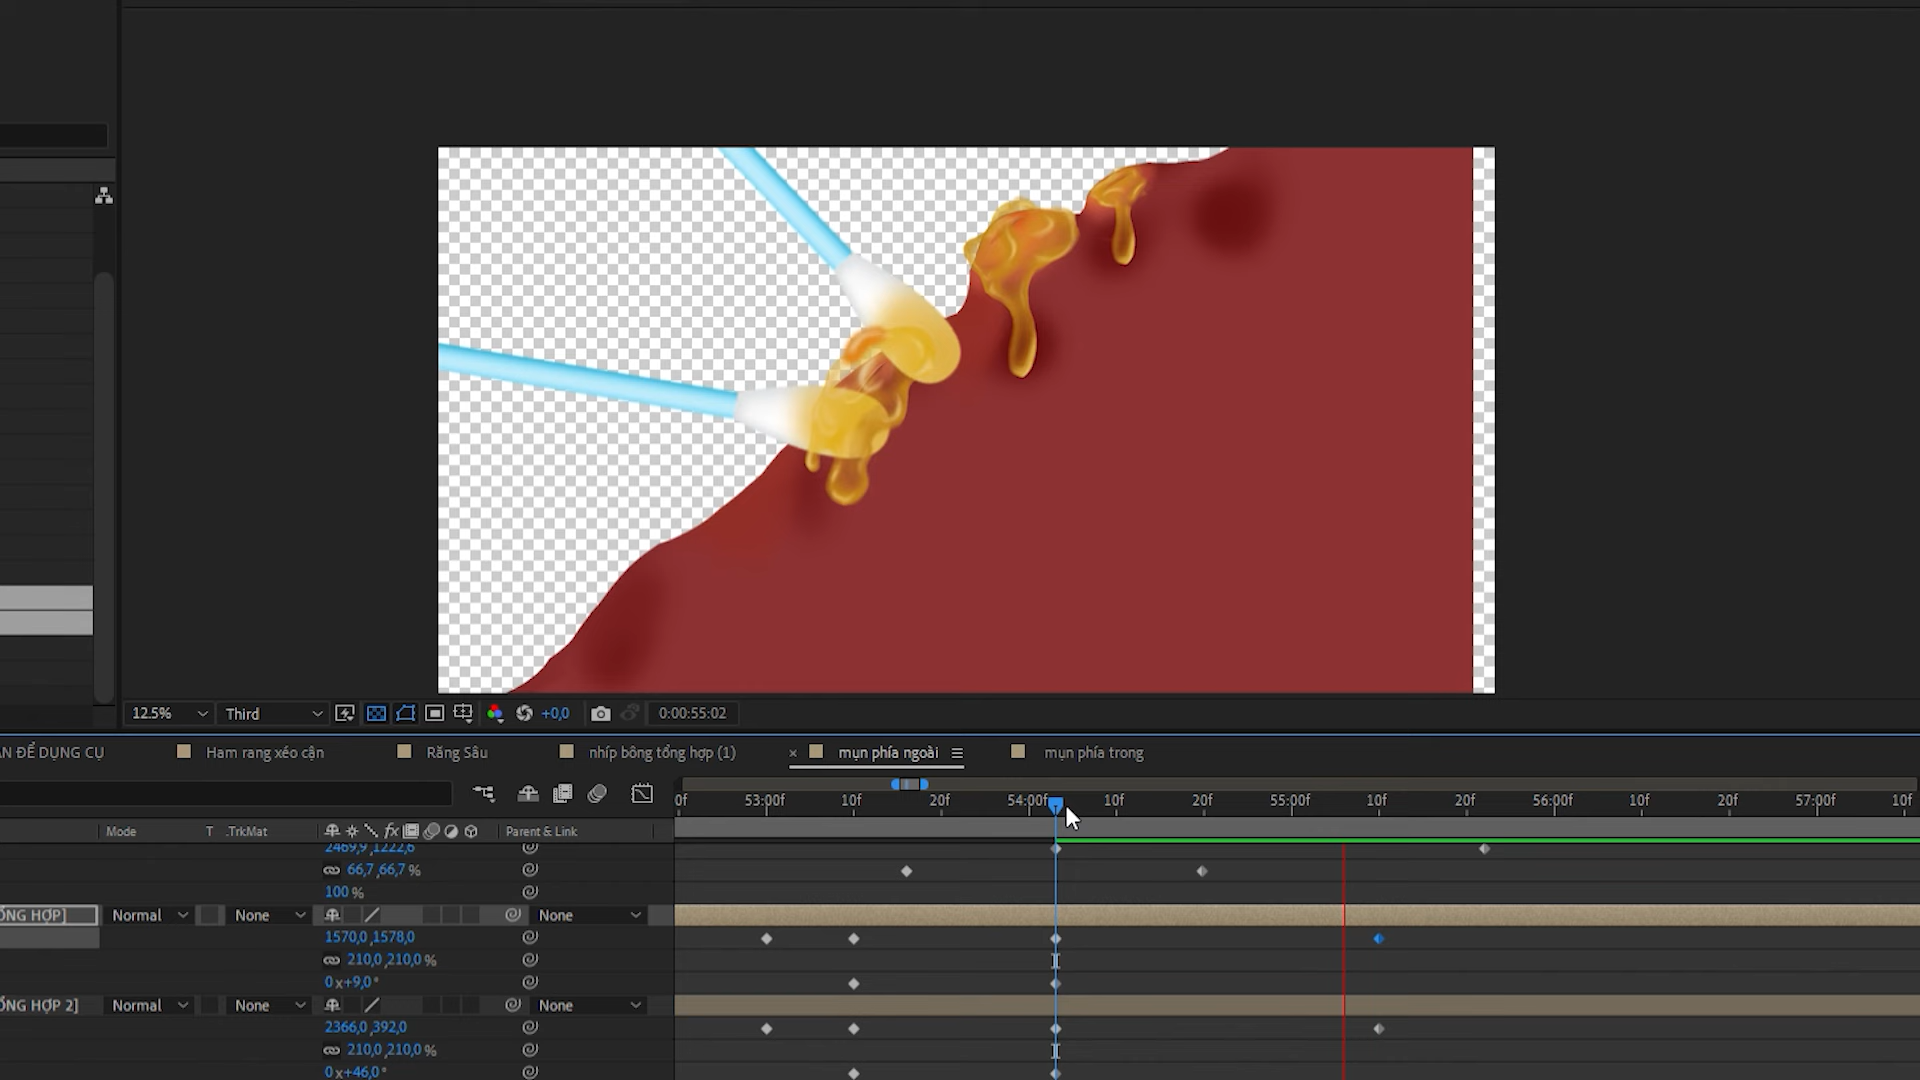 12.5%
Third
+0,0
0:00:55:02
ÀN ĐỂ DỤNG CỤ
Ham rang xéo cận
Răng Sâu
nhíp bông tổng hợp (1)
× mụn phía ngoài
mụn phía trong
0f 53:00f 10f 20f 54:00f 10f 20f 55:00f 10f 20f 56:00f 10f 20f 57:00f 10f
Mode T .TrkMat fx Parent & Link
2469,9 ,1222,6
66,7 ,66,7 %
100 %
ỔNG HỢP] Normal None None
1570,0 ,1578,0
210,0 ,210,0 %
0 x+9,0 °
ỔNG HỢP 2] Normal None None
2366,0 ,392,0
210,0 ,210,0 %
0 x+46,0 °